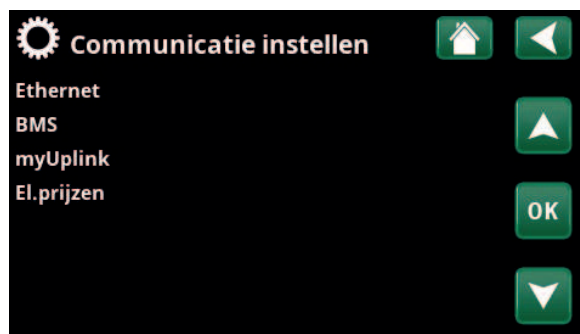 Communicatie instellen
Ethernet
BMS
myUplink
El.prijzen
OK